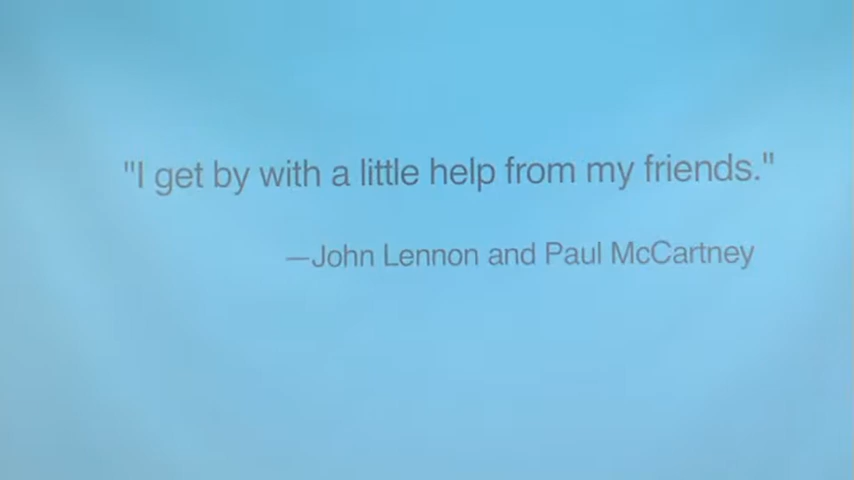 "I get by with a little help from my friends."
—John Lennon and Paul McCartney